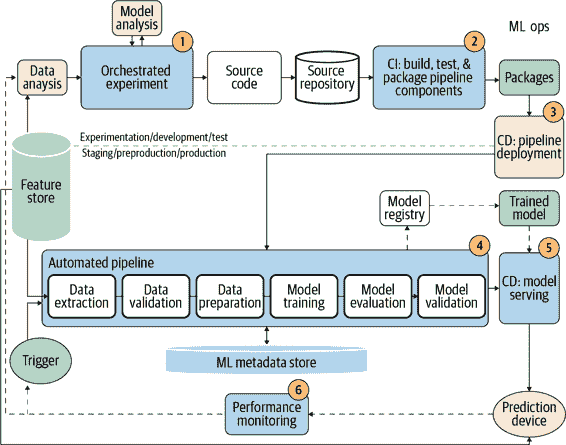 ML ops
Model
analysis
1
Data
anaysis
Orchestrated
experiment
Source
code
Source
repository
2
CI: build, test, &
package pipeline
components
Packages
3
CD: pipeline
deployment
Experimentation/development/test
Staging/preproduction/production
Feature
store
Model
registry
Trained
model
4
Automated pipeline
Data
extraction
Data
validation
Data
preparation
Model
training
Model
evaluation
Model
validation
5
CD: model
serving
Trigger
ML metadata store
6
Performance
monitoring
Prediction
device